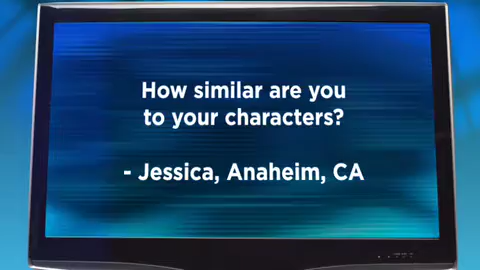 How similar are you
to your characters?
- Jessica, Anaheim, CA